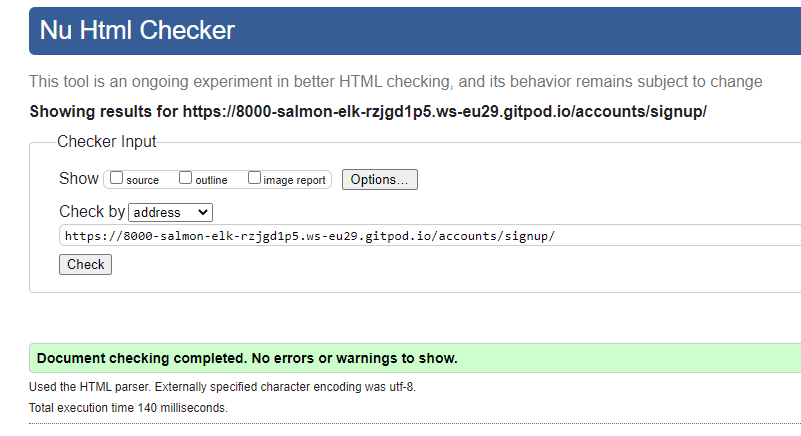 Nu Html Checker
This tool is an ongoing experiment in better HTML checking, and its behavior remains subject to change
Showing results for https://8000-salmon-elk-rzjgd1p5.ws-eu29.gitpod.io/accounts/signup/
Checker Input
Show source outline image report Options...
Check by address
https://8000-salmon-elk-rzjgd1p5.ws-eu29.gitpod.io/accounts/signup/
Check
Document checking completed. No errors or warnings to show.
Used the HTML parser. Externally specified character encoding was utf-8.
Total execution time 140 milliseconds.